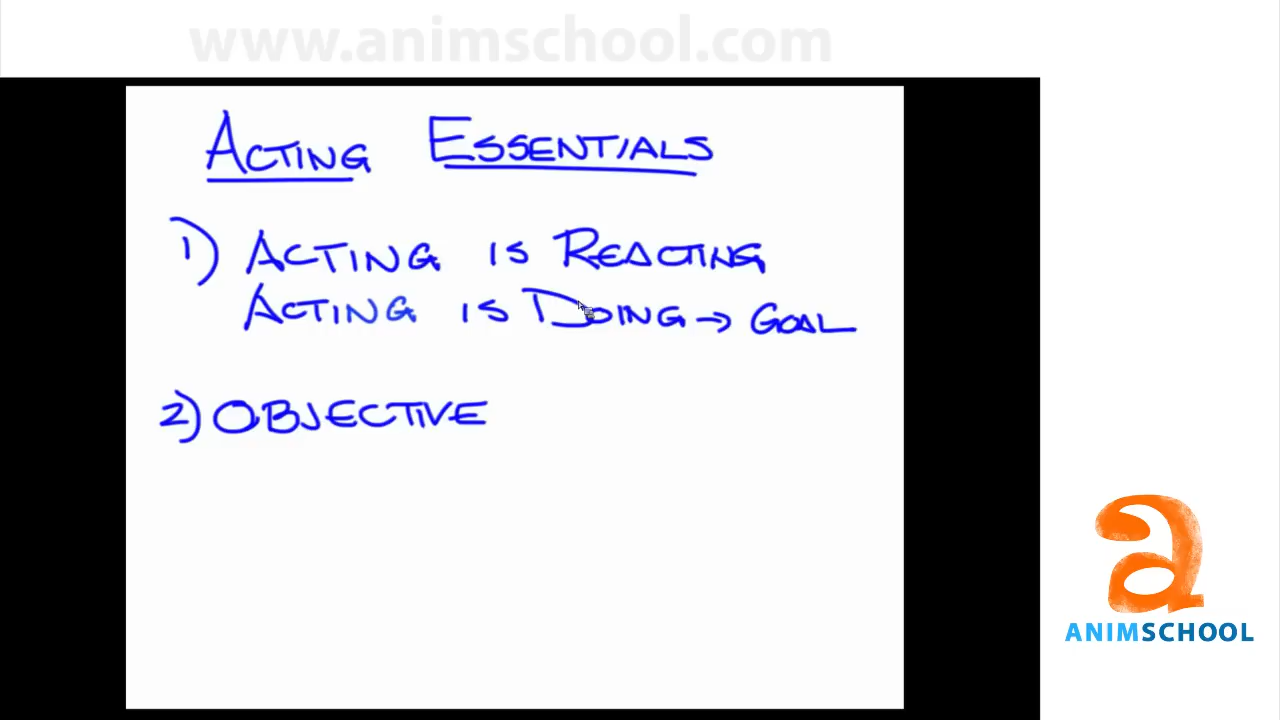 www.animschool.com
ACTING ESSENTIALS
1) ACTING IS REACTING
ACTING IS DOING → GOAL
2) OBJECTIVE
a
ANIMSCHOOL